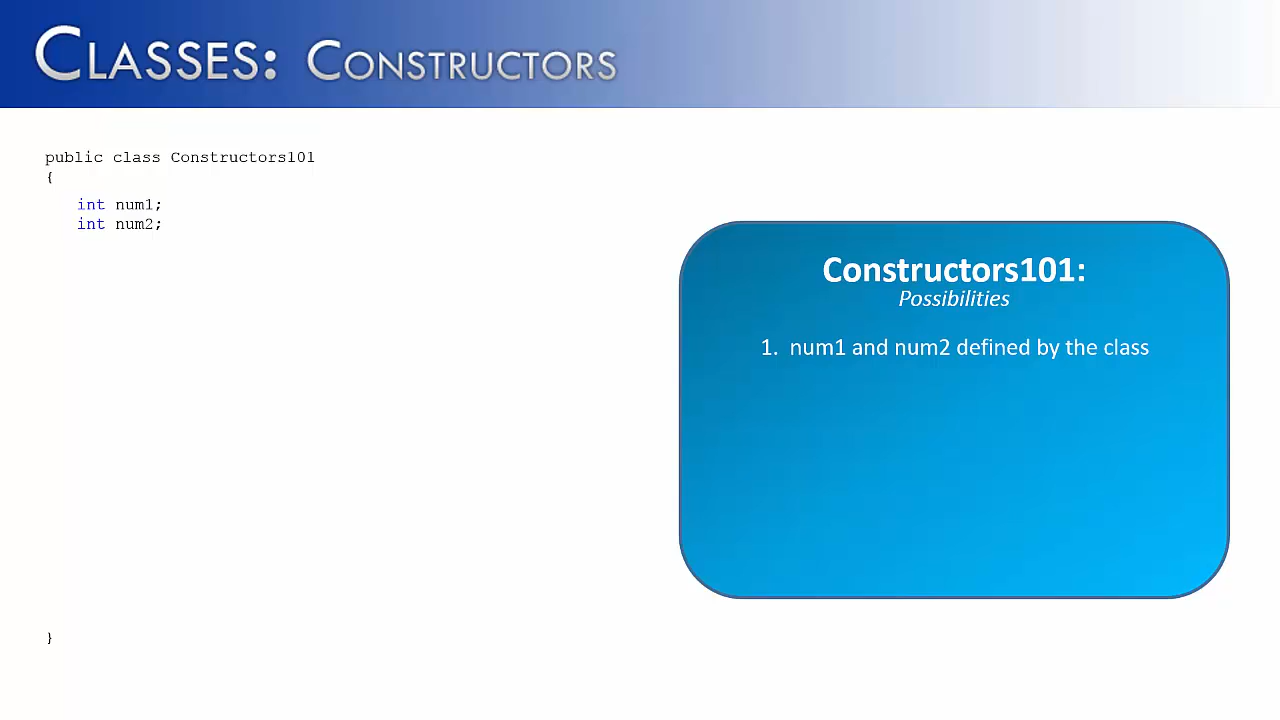 CLASSES: CONSTRUCTORS
public class Constructors101
{
int num1;
int num2;
}
Constructors101:
Possibilities
1. num1 and num2 defined by the class